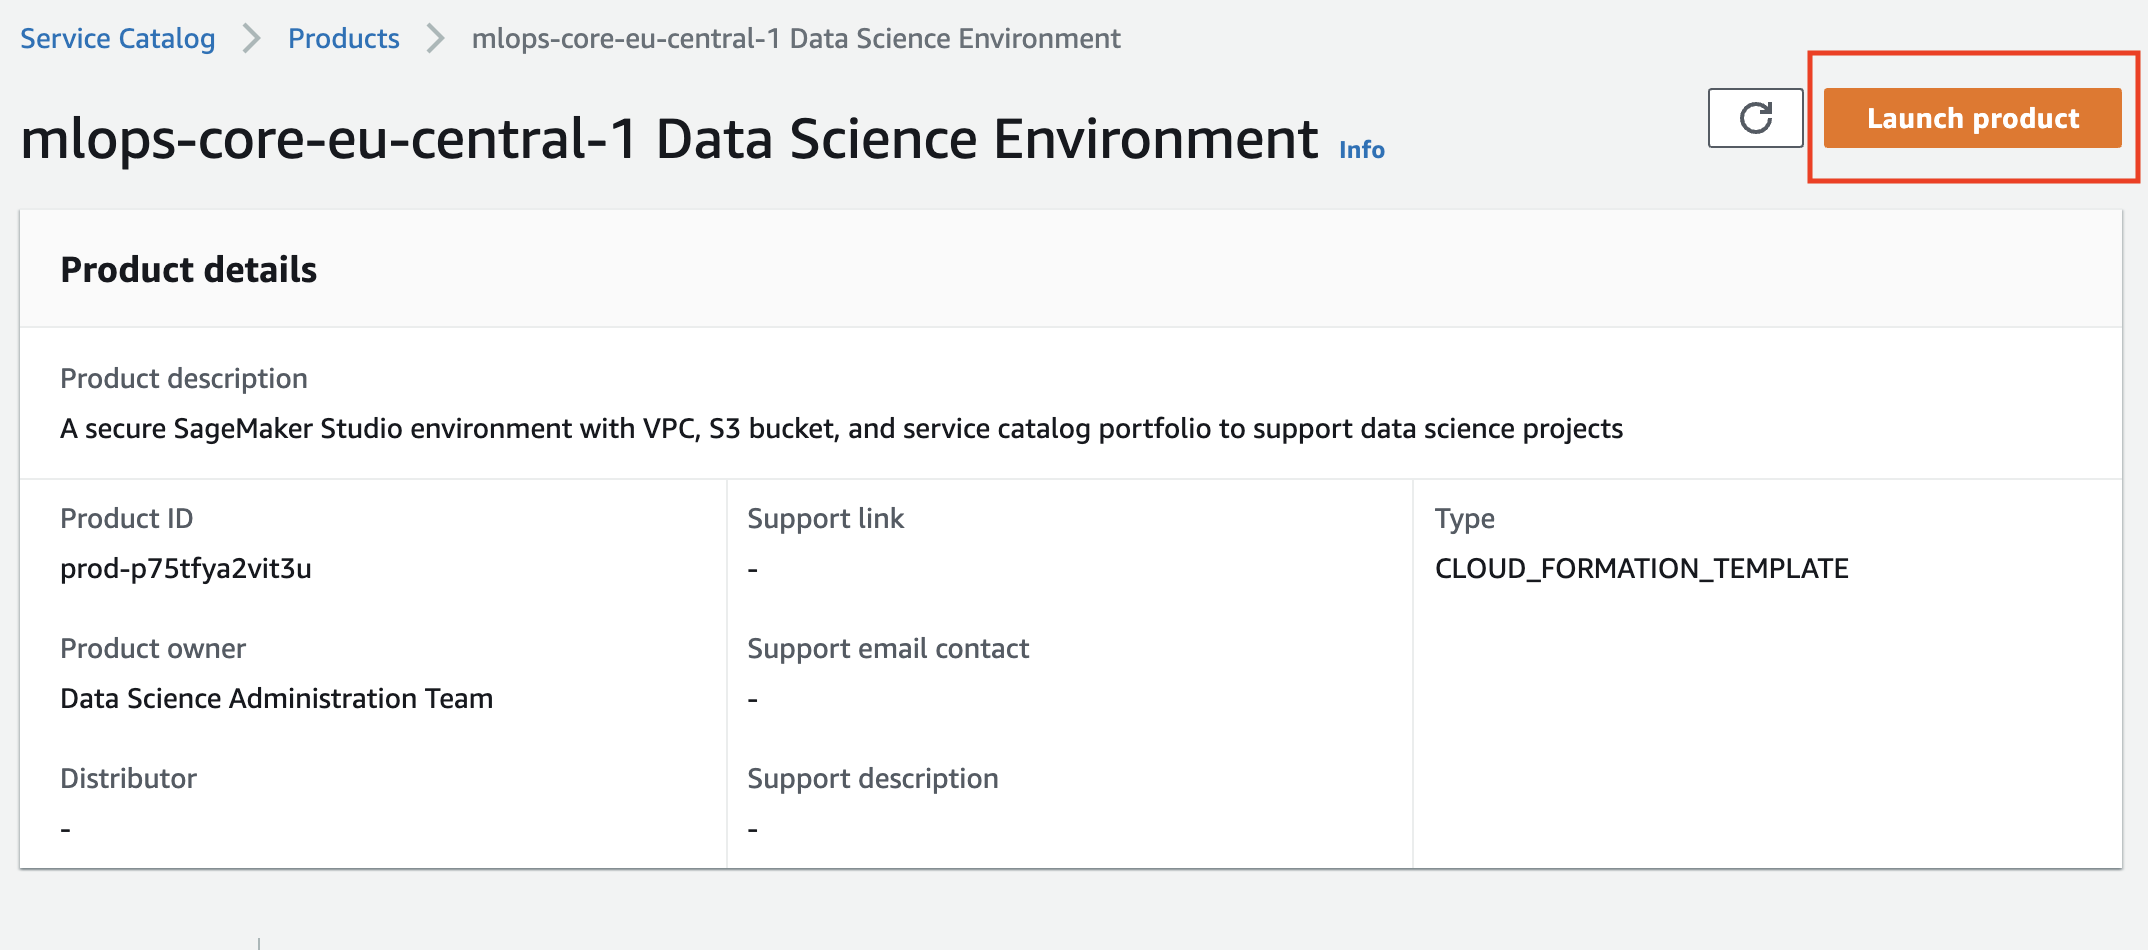 Service Catalog > Products > mlops-core-eu-central-1 Data Science Environment
mlops-core-eu-central-1 Data Science Environment Info
Launch product
Product details
Product description
A secure SageMaker Studio environment with VPC, S3 bucket, and service catalog portfolio to support data science projects
Product ID
prod-p75tfya2vit3u
Product owner
Data Science Administration Team
Distributor
-
Support link
-
Support email contact
-
Support description
-
Type
CLOUD_FORMATION_TEMPLATE